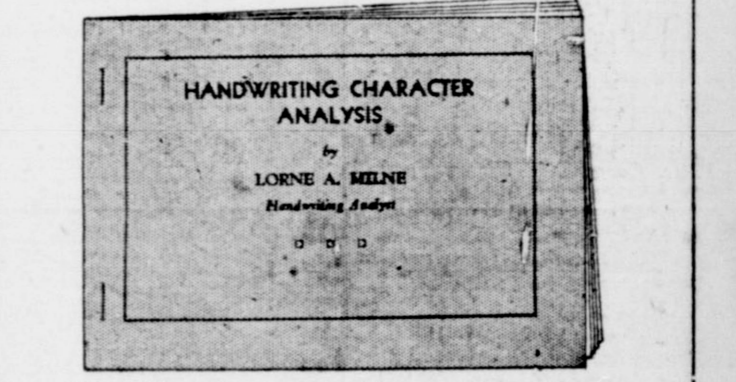 HANDWRITING CHARACTER
ANALYSIS
by
LORNE A. MILNE
Handwriting Analyst